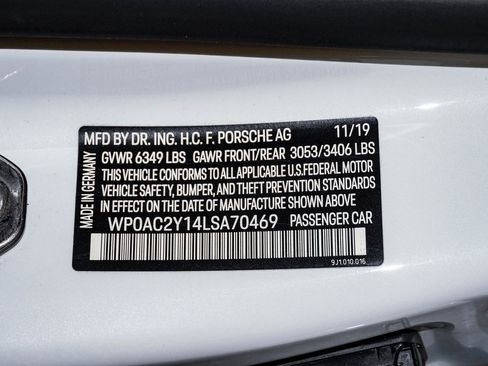 MFD BY DR. ING. H.C. F. PORSCHE AG 11/19
GVWR 6349 LBS GAWR FRONT/REAR 3053/3406 LBS
THIS VEHICLE CONFORMS TO ALL APPLICABLE U.S.FEDERAL MOTOR
VEHICLE SAFETY, BUMPER, AND THEFT PREVENTION STANDARDS
IN EFFECT ON THE DATE OF MANUFACTURE SHOWN ABOVE.
WP0AC2Y14LSA70469 PASSENGER CAR
9J1.010.016
MADE IN GERMANY